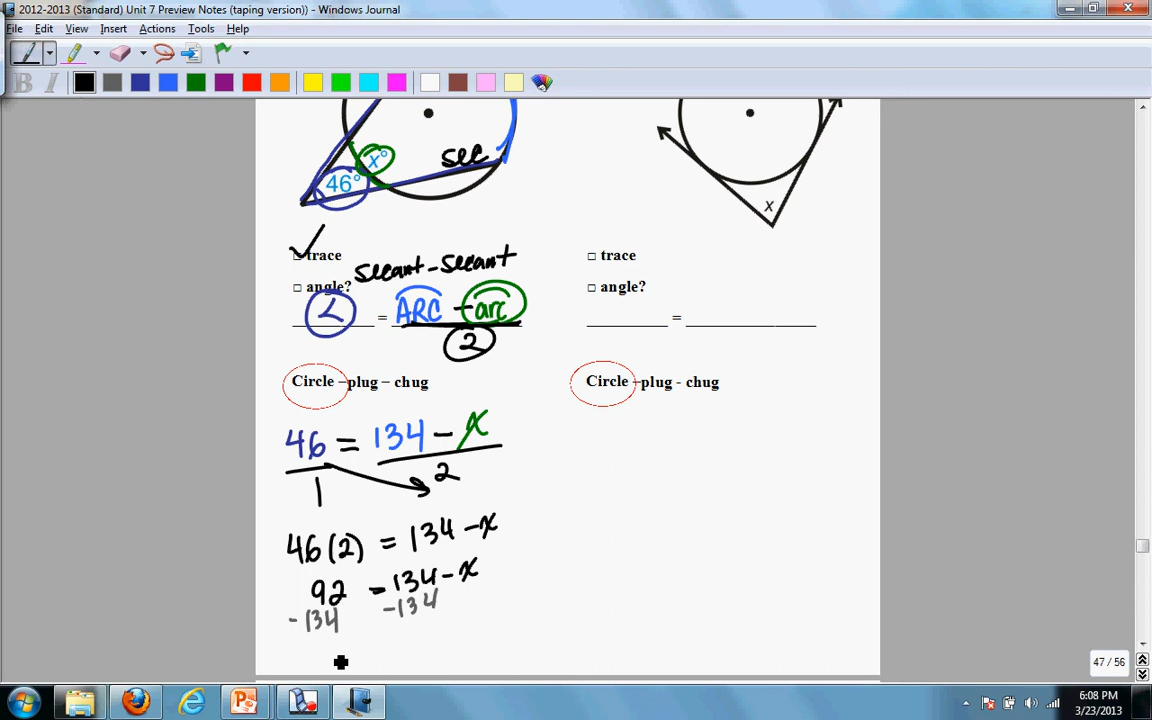 2012-2013 (Standard) Unit 7 Preview Notes (taping version)) - Windows Journal
File Edit View Insert Actions Tools Help
B I
x° sec
46°
x
□ trace
secant - secant
□ angle?
< = ARC - arc
2
Circle –plug – chug
46 = 134 - x
1 2
46(2) = 134 - x
92 = 134 - x
-134 -134
□ trace
□ angle?
________ = ________
Circle –plug - chug
47 / 56
6:08 PM
3/23/2013